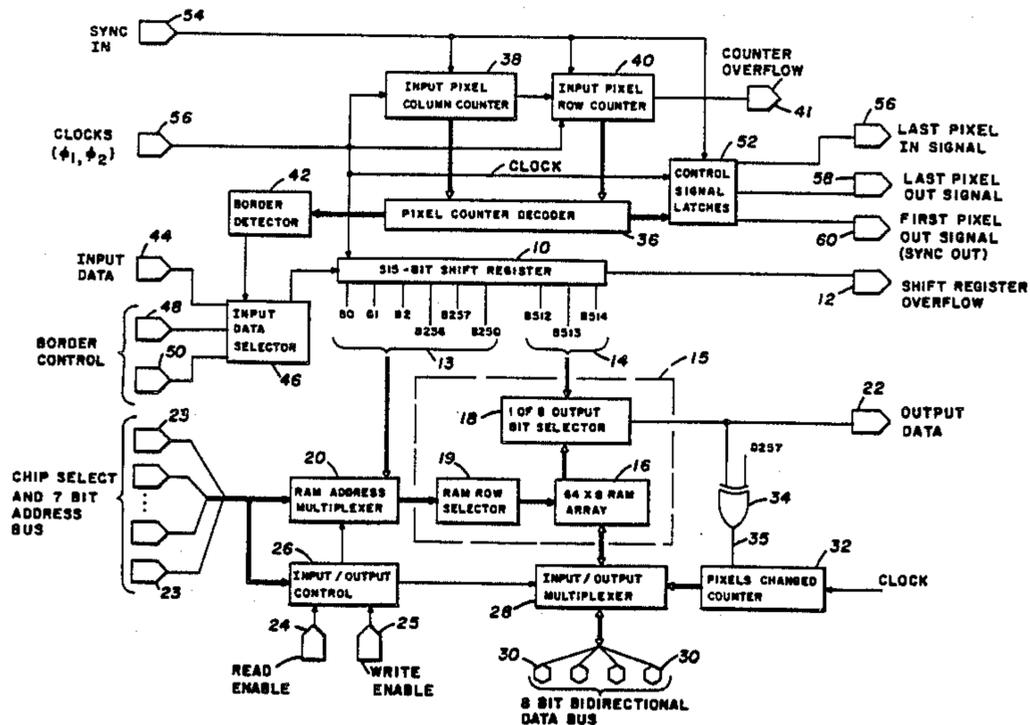 SYNC IN
54
CLOCKS (ϕ1, ϕ2)
56
INPUT PIXEL COLUMN COUNTER
38
INPUT PIXEL ROW COUNTER
40
COUNTER OVERFLOW
41
CLOCK
CONTROL SIGNAL LATCHES
52
56
LAST PIXEL IN SIGNAL
58
LAST PIXEL OUT SIGNAL
60
FIRST PIXEL OUT SIGNAL (SYNC OUT)
BORDER DETECTOR
42
PIXEL COUNTER DECODER
36
INPUT DATA
44
BORDER CONTROL
48
50
INPUT DATA SELECTOR
46
10
515-BIT SHIFT REGISTER
12
SHIFT REGISTER OVERFLOW
B0
B1
B2
B256
B257
B258
B512
B513
B514
13
14
15
18
1 OF 8 OUTPUT BIT SELECTOR
22
OUTPUT DATA
CHIP SELECT AND 7 BIT ADDRESS BUS
23
23
20
RAM ADDRESS MULTIPLEXER
19
RAM ROW SELECTOR
16
64 X 8 RAM ARRAY
B257
34
35
26
INPUT/OUTPUT CONTROL
28
INPUT/OUTPUT MULTIPLEXER
32
PIXELS CHANGED COUNTER
CLOCK
24
25
READ ENABLE
WRITE ENABLE
30
30
8 BIT BIDIRECTIONAL DATA BUS